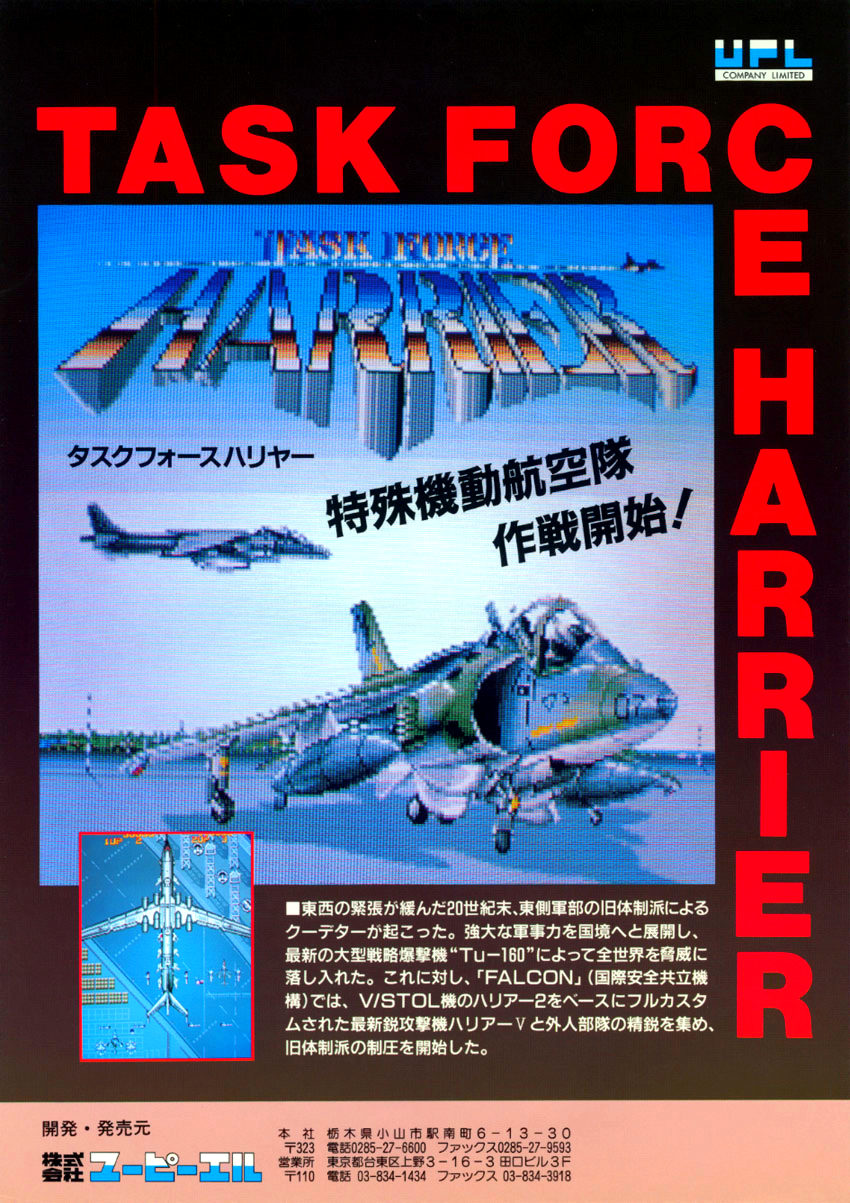 UPL
COMPANY LIMITED
TASK FORCE HARRIER
TASK FORCE
HARRIER
タスクフォースハリヤー
特殊機動航空隊
作戦開始!
■東西の緊張が緩んだ20世紀末、東側軍部の旧体制派による
クーデターが起こった。強大な軍事力を国境へと展開し、
最新の大型戦略爆撃機“Tu−160”によって全世界を脅威に
落し入れた。これに対し、「FALCON」(国際安全共立機
構)では、V/STOL機のハリアー2をベースにフルカスタ
ムされた最新鋭攻撃機ハリアーⅤと外人部隊の精鋭を集め、
旧体制派の制圧を開始した。
開発・発売元
株式会社ユーピーエル
本社 栃木県小山市駅南町6−13−30
〒323 電話0285-27-6600 ファックス0285-27-9593
営業所 東京都台東区上野3−16−3 田口ビル3F
〒110 電話 03-834-1434 ファックス 03-834-3918